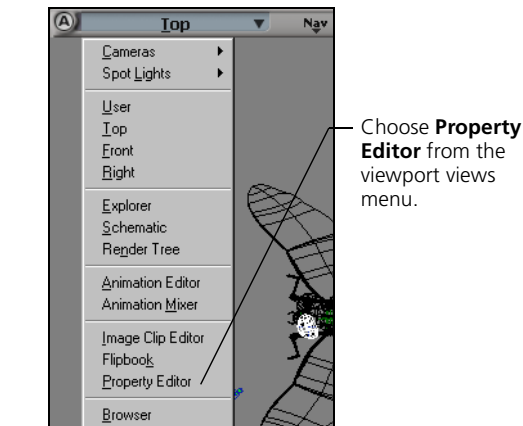 A Top Nav
Cameras
Spot Lights
User
Top
Front
Right
Explorer
Schematic
Render Tree
Animation Editor
Animation Mixer
Image Clip Editor
Flipbook
Property Editor
Browser
Choose Property
Editor from the
viewport views
menu.